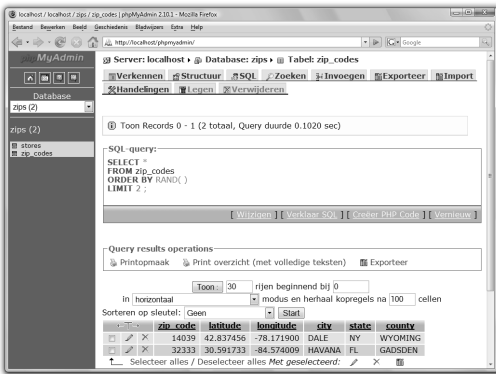 localhost / localhost / zips / zip_codes | phpMyAdmin 2.10.1 - Mozilla Firefox
Bestand Bewerken Beeld Geschiedenis Bladwijzers Extra Help
http://localhost/phpmyadmin/
Google
MyAdmin
Database
zips (2)
zips (2)
stores
zip_codes
Server: localhost Database: zips Tabel: zip_codes
Verkennen Structuur SQL Zoeken Invoegen Exporteer Import
Handelingen Legen Verwijderen
Toon Records 0 - 1 (2 totaal, Query duurde 0.1020 sec)
SQL-query:
SELECT *
FROM zip_codes
ORDER BY RAND( )
LIMIT 2 ;
[ Wijzigen ] [ Verklaar SQL ] [ Creëer PHP Code ] [ Vernieuw ]
Query results operations
Printopmaak Print overzicht (met volledige teksten) Exporteer
Toon : 30 rijen beginnend bij 0
in horizontaal modus en herhaal kopregels na 100 cellen
Sorteren op sleutel: Geen Start
←T→ zip_code latitude longitude city state county
14039 42.837456 -78.171900 DALE NY WYOMING
32333 30.591733 -84.574009 HAVANA FL GADSDEN
Selecteer alles / Deselecteer alles Met geselecteerd: